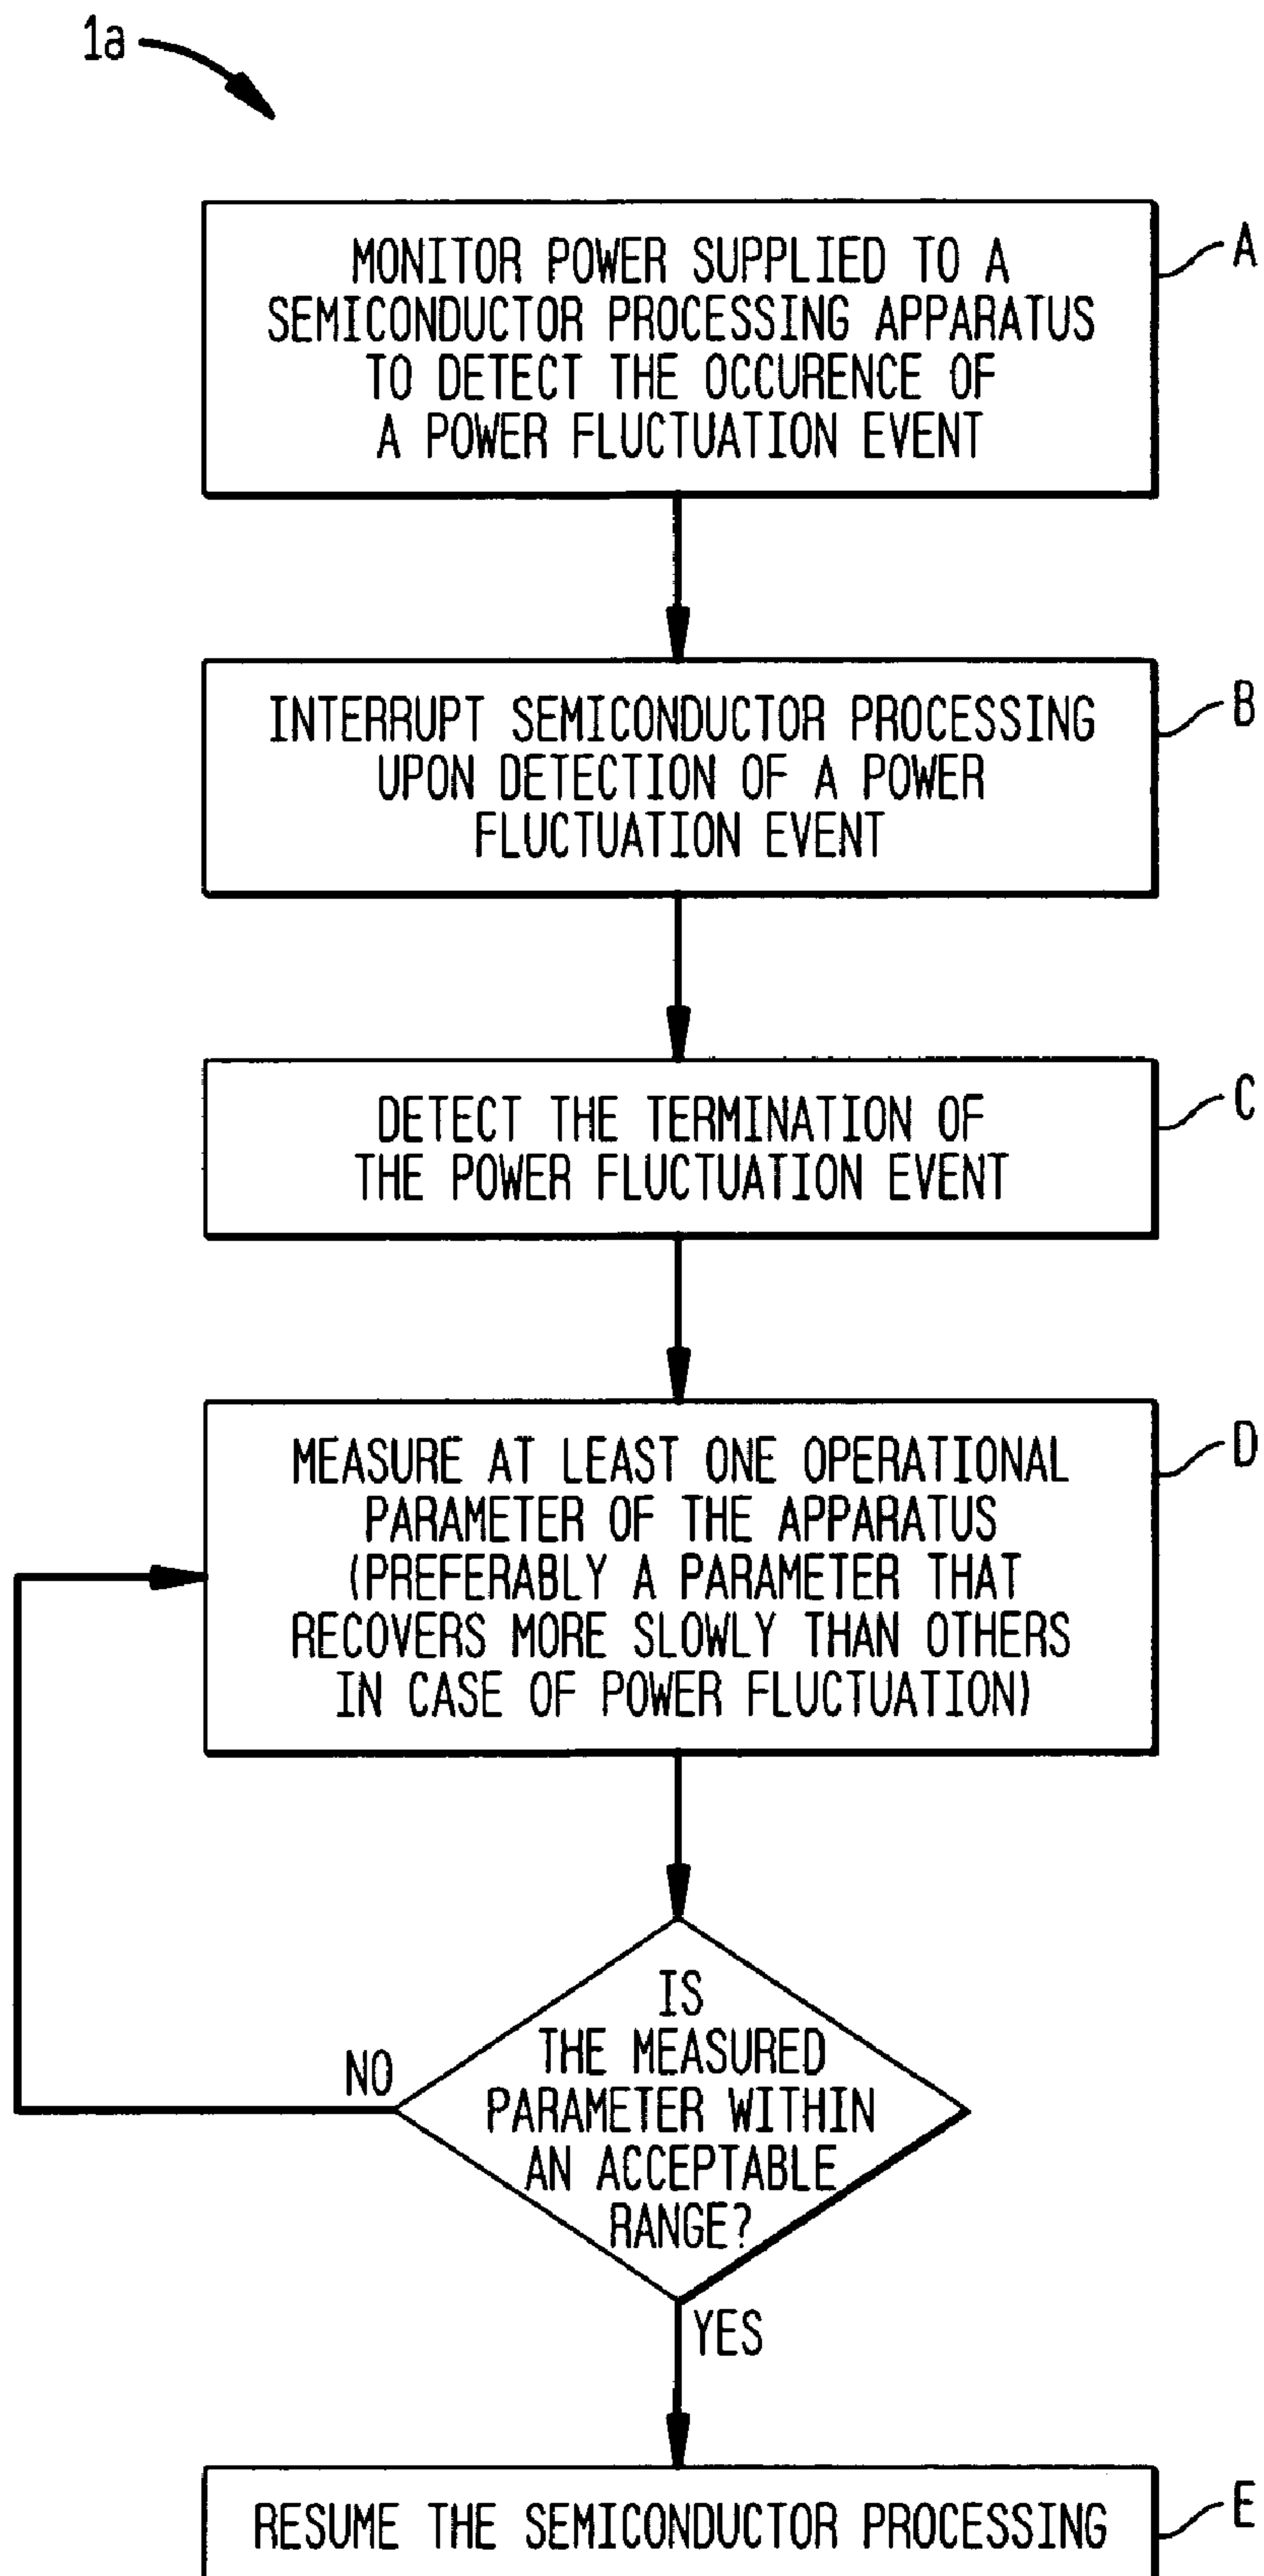 1a
MONITOR POWER SUPPLIED TO A
SEMICONDUCTOR PROCESSING APPARATUS
TO DETECT THE OCCURENCE OF
A POWER FLUCTUATION EVENT
A
INTERRUPT SEMICONDUCTOR PROCESSING
UPON DETECTION OF A POWER
FLUCTUATION EVENT
B
DETECT THE TERMINATION OF
THE POWER FLUCTUATION EVENT
C
MEASURE AT LEAST ONE OPERATIONAL
PARAMETER OF THE APPARATUS
(PREFERABLY A PARAMETER THAT
RECOVERS MORE SLOWLY THAN OTHERS
IN CASE OF POWER FLUCTUATION)
D
IS
THE MEASURED
PARAMETER WITHIN
AN ACCEPTABLE
RANGE?
NO
YES
RESUME THE SEMICONDUCTOR PROCESSING
E